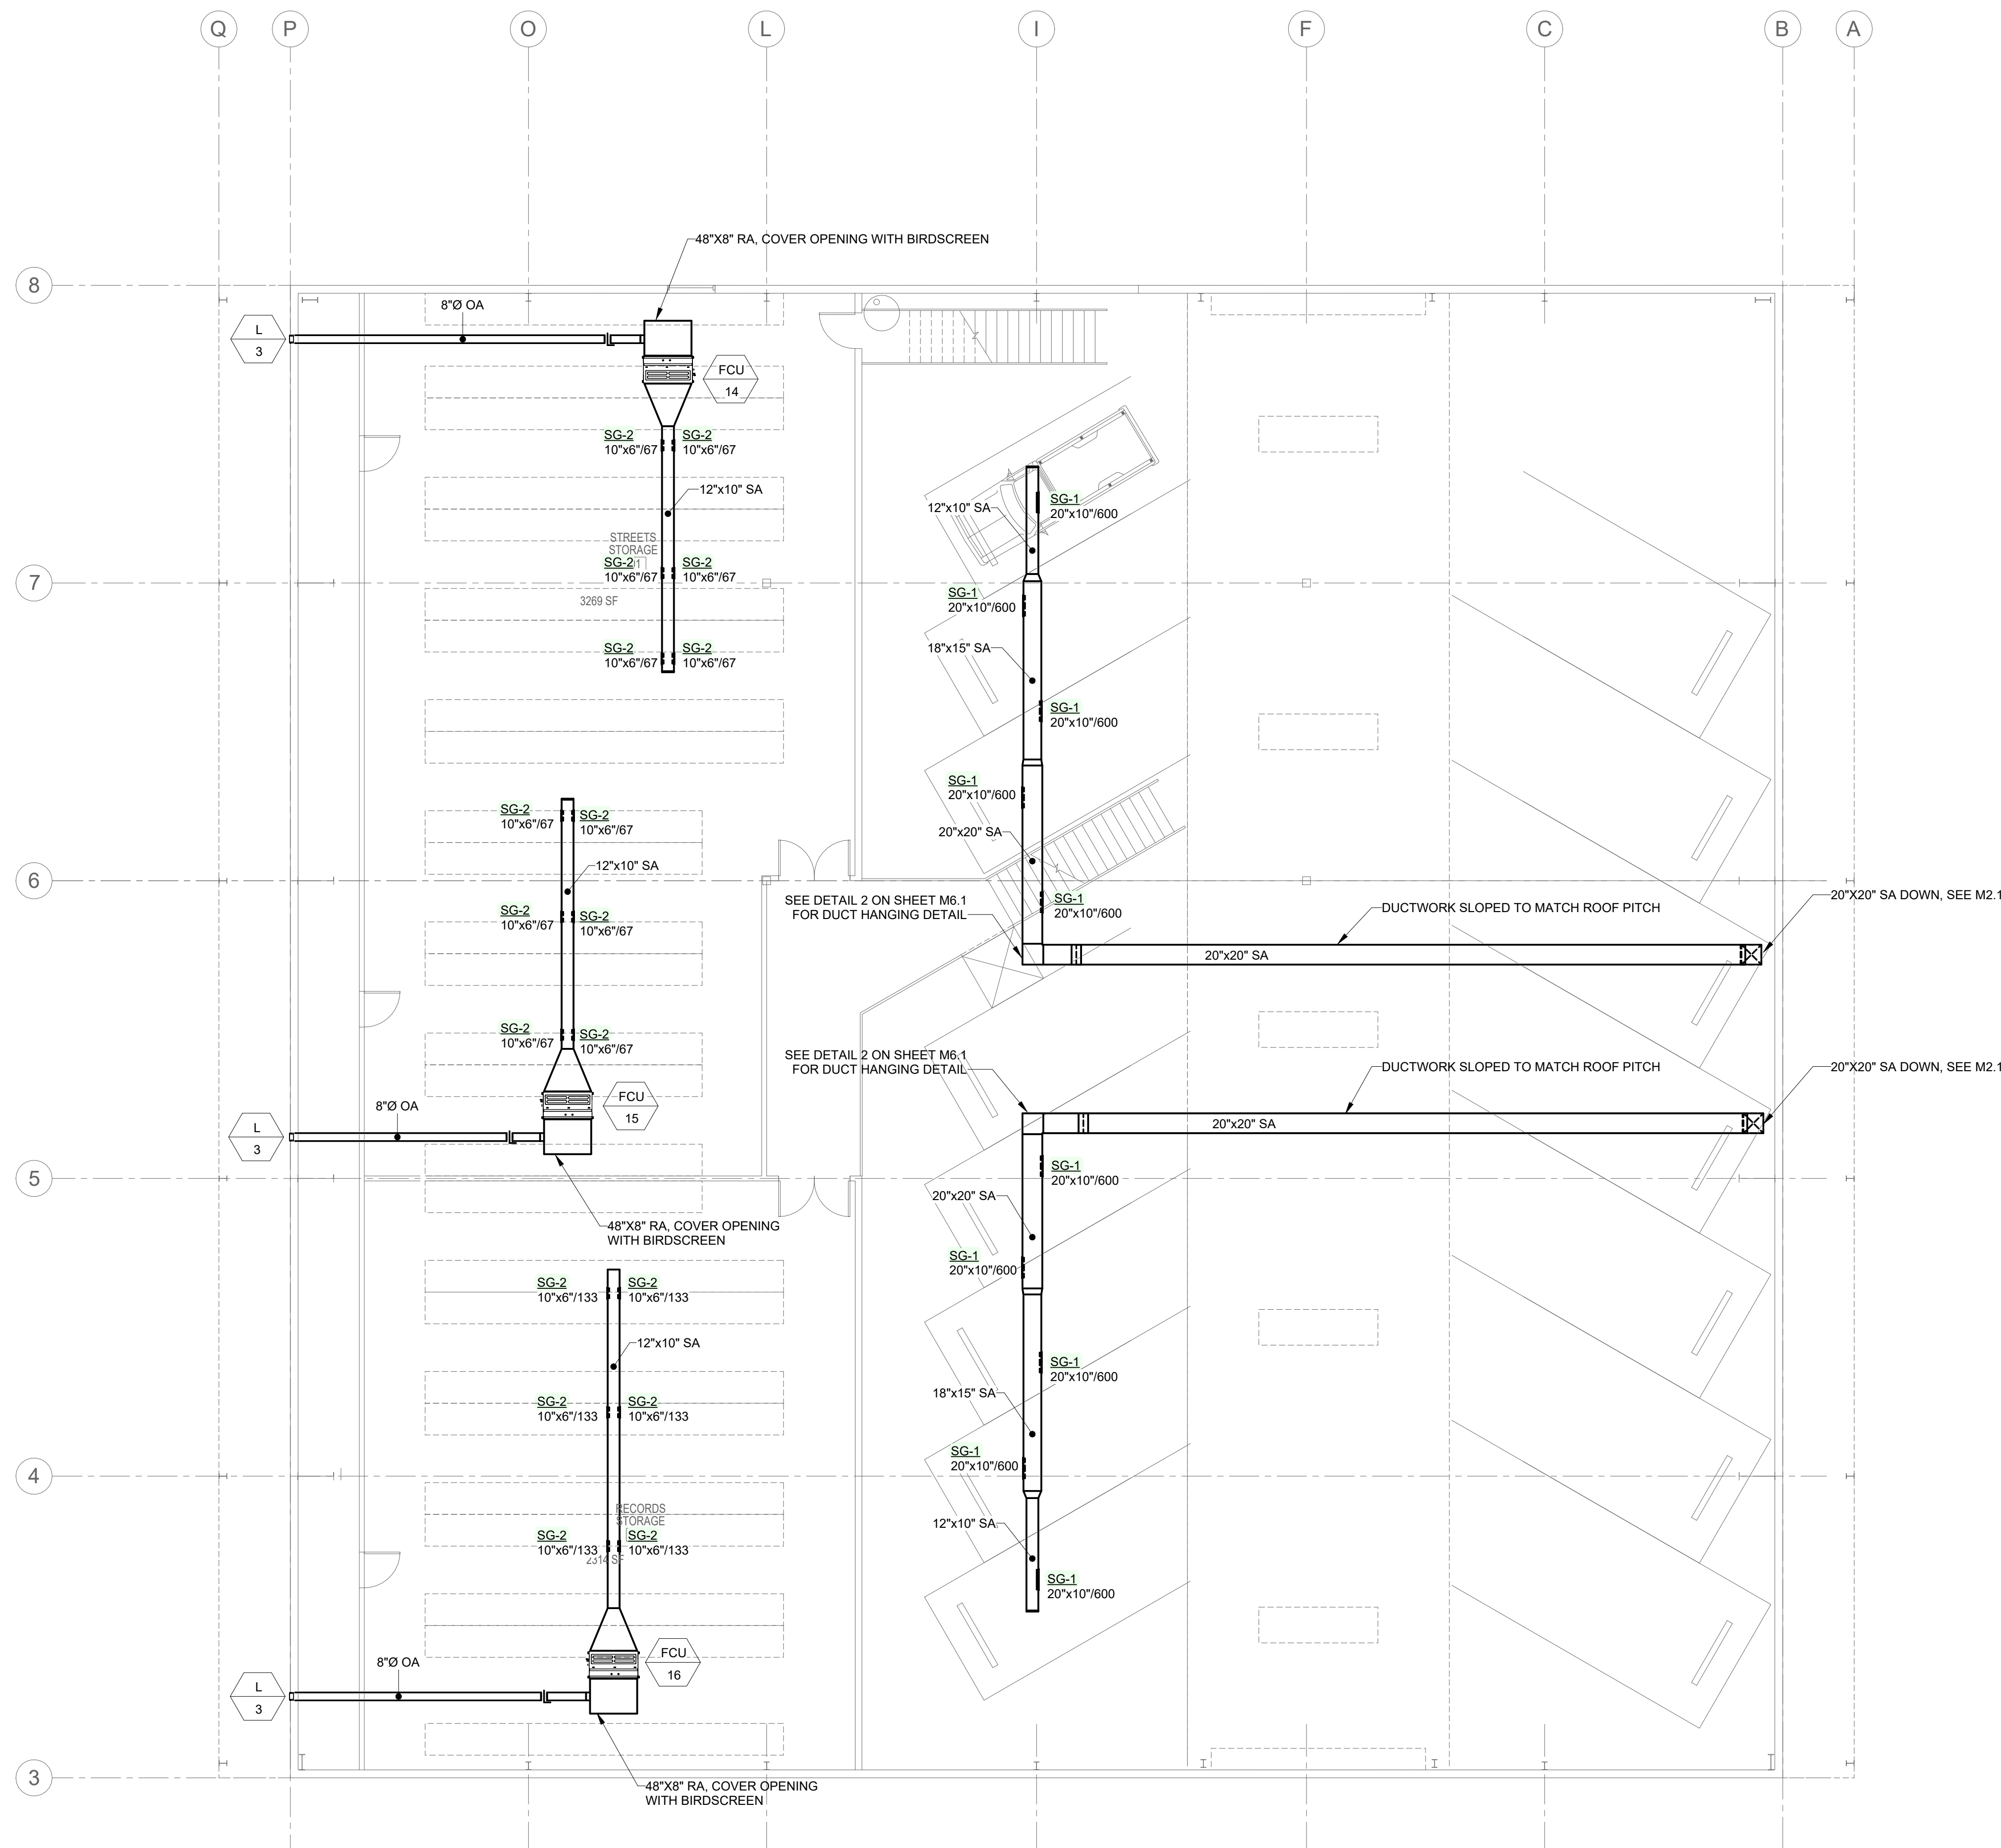 Q P O L I F C B A
48"X8" RA, COVER OPENING WITH BIRDSCREEN
8
8"Ø OA
L
3
FCU
14
SG-2 SG-2
10"x6"/67 10"x6"/67
12"x10" SA
STREETS
STORAGE
SG-2 SG-2
10"x6"/67 10"x6"/67
3269 SF
SG-2 SG-2
10"x6"/67 10"x6"/67
SG-1
20"x10"/600
12"x10" SA
7
SG-1
20"x10"/600
18"x15" SA
SG-1
20"x10"/600
SG-1
20"x10"/600
20"x20" SA
SG-2 SG-2
10"x6"/67 10"x6"/67
12"x10" SA
6
SG-2 SG-2
10"x6"/67 10"x6"/67
SEE DETAIL 2 ON SHEET M6.1
FOR DUCT HANGING DETAIL
SG-1
20"x10"/600
DUCTWORK SLOPED TO MATCH ROOF PITCH
20"X20" SA DOWN, SEE M2.1
20"x20" SA
SG-2 SG-2
10"x6"/67 10"x6"/67
SEE DETAIL 2 ON SHEET M6.1
FOR DUCT HANGING DETAIL
DUCTWORK SLOPED TO MATCH ROOF PITCH
20"X20" SA DOWN, SEE M2.1
20"x20" SA
FCU
15
8"Ø OA
L
3
5
48"X8" RA, COVER OPENING
WITH BIRDSCREEN
SG-1
20"x10"/600
20"x20" SA
SG-1
20"x10"/600
SG-2 SG-2
10"x6"/133 10"x6"/133
12"x10" SA
SG-1
20"x10"/600
18"x15" SA
SG-2 SG-2
10"x6"/133 10"x6"/133
SG-1
20"x10"/600
4
RECORDS
STORAGE
SG-2 SG-2
10"x6"/133 10"x6"/133
2314 SF
12"x10" SA
SG-1
20"x10"/600
FCU
16
8"Ø OA
L
3
3
48"X8" RA, COVER OPENING
WITH BIRDSCREEN